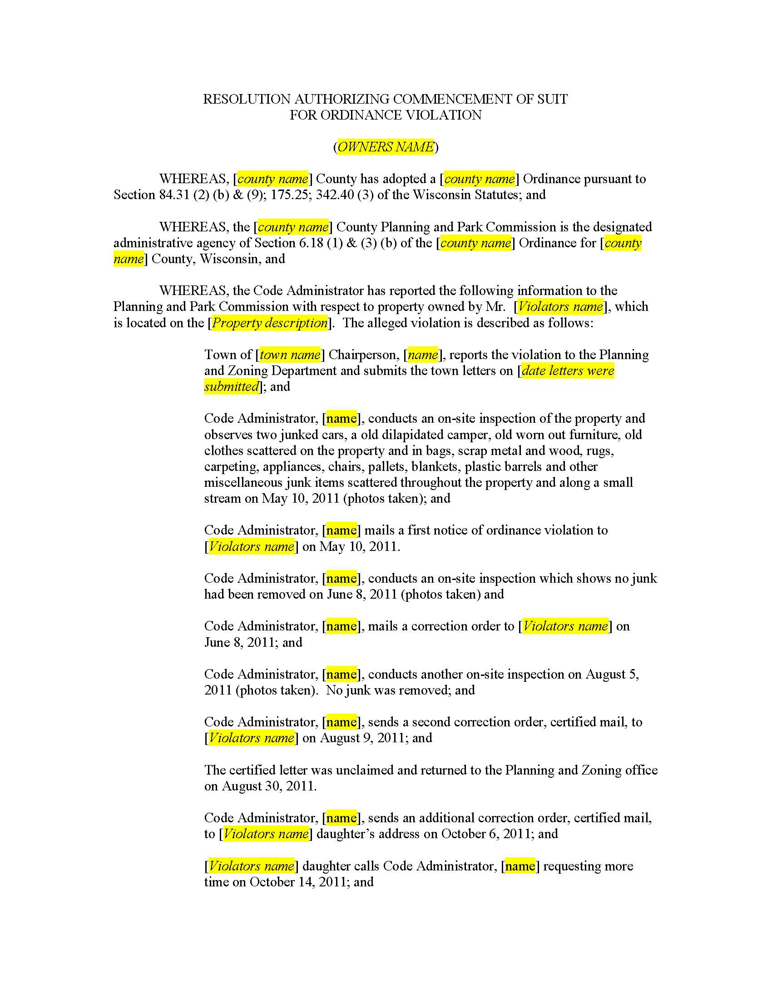 RESOLUTION AUTHORIZING COMMENCEMENT OF SUIT
FOR ORDINANCE VIOLATION
(OWNERS NAME)
WHEREAS, [county name] County has adopted a [county name] Ordinance pursuant to
Section 84.31 (2) (b) & (9); 175.25; 342.40 (3) of the Wisconsin Statutes; and
WHEREAS, the [county name] County Planning and Park Commission is the designated
administrative agency of Section 6.18 (1) & (3) (b) of the [county name] Ordinance for [county
name] County, Wisconsin, and
WHEREAS, the Code Administrator has reported the following information to the
Planning and Park Commission with respect to property owned by Mr.  [Violators name], which
is located on the [Property description].  The alleged violation is described as follows:
Town of [town name] Chairperson, [name], reports the violation to the Planning
and Zoning Department and submits the town letters on [date letters were
submitted]; and
Code Administrator, [name], conducts an on-site inspection of the property and
observes two junked cars, a old dilapidated camper, old worn out furniture, old
clothes scattered on the property and in bags, scrap metal and wood, rugs,
carpeting, appliances, chairs, pallets, blankets, plastic barrels and other
miscellaneous junk items scattered throughout the property and along a small
stream on May 10, 2011 (photos taken); and
Code Administrator, [name] mails a first notice of ordinance violation to
[Violators name] on May 10, 2011.
Code Administrator, [name], conducts an on-site inspection which shows no junk
had been removed on June 8, 2011 (photos taken) and
Code Administrator, [name], mails a correction order to [Violators name] on
June 8, 2011; and
Code Administrator, [name], conducts another on-site inspection on August 5,
2011 (photos taken).  No junk was removed; and
Code Administrator, [name], sends a second correction order, certified mail, to
[Violators name] on August 9, 2011; and
The certified letter was unclaimed and returned to the Planning and Zoning office
on August 30, 2011.
Code Administrator, [name], sends an additional correction order, certified mail,
to [Violators name] daughter’s address on October 6, 2011; and
[Violators name] daughter calls Code Administrator, [name] requesting more
time on October 14, 2011; and